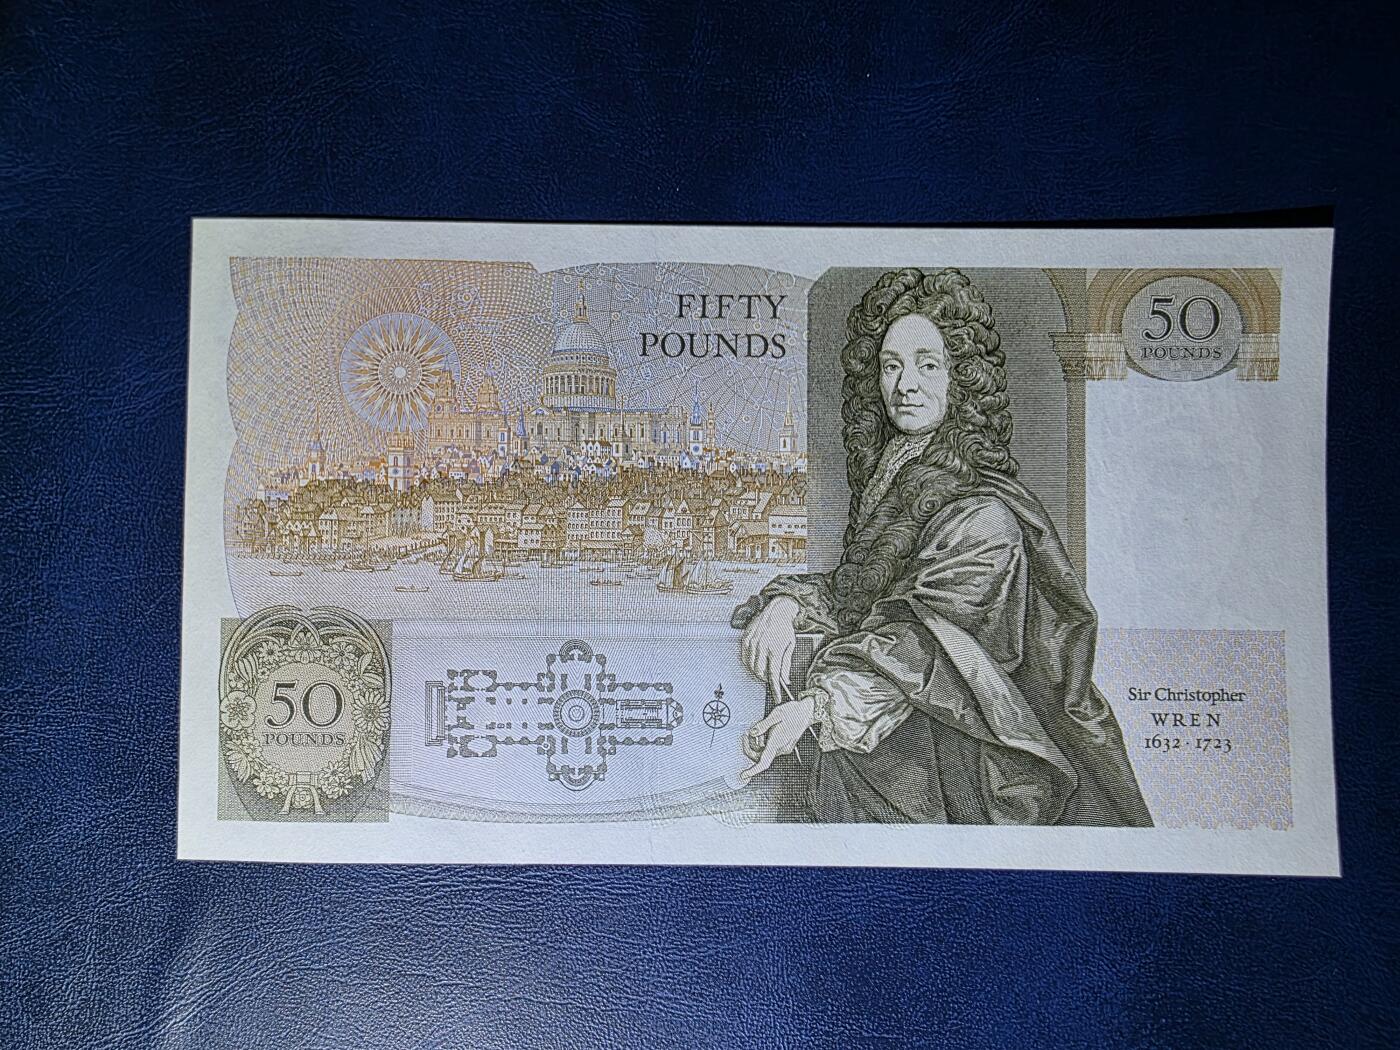 FIFTY
POUNDS
50
POUNDS
50
POUNDS
Sir Christopher
WREN
1632 · 1723